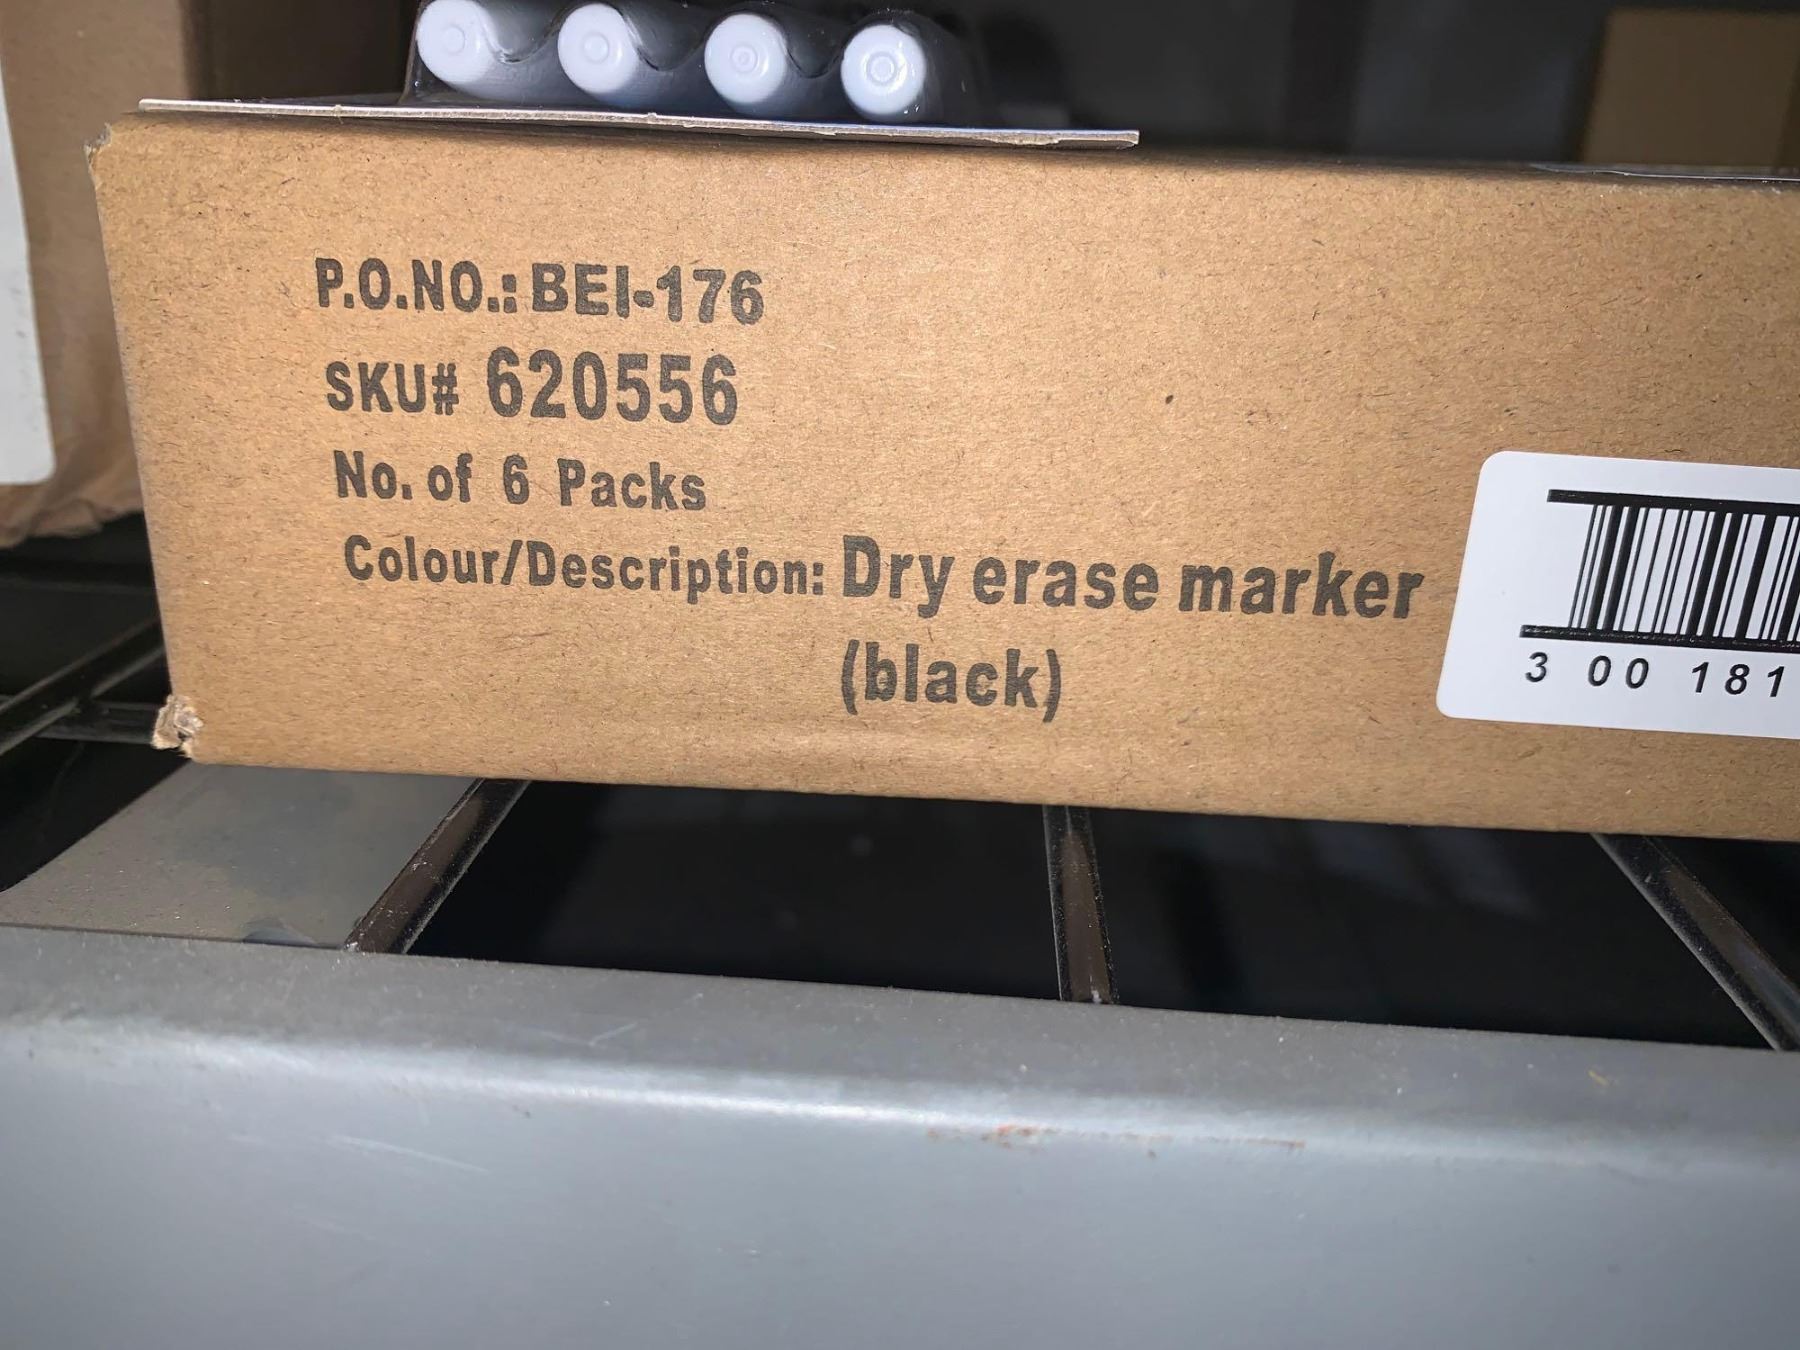 P.O.NO.: BEI-176
SKU# 620556
No. of 6 Packs
Colour/Description: Dry erase marker
(black)
3 00 181